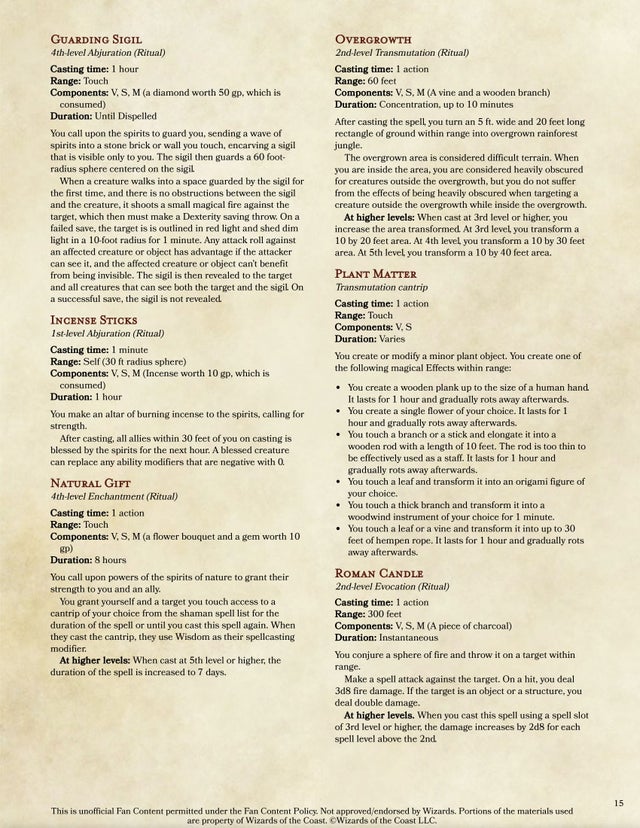 GUARDING SIGIL
4th-level Abjuration (Ritual)
Casting time: 1 hour
Range: Touch
Components: V, S, M (a diamond worth 50 gp, which is
consumed)
Duration: Until Dispelled
You call upon the spirits to guard you, sending a wave of
spirits into a stone brick or wall you touch, encarving a sigil
that is visible only to you. The sigil then guards a 60 foot-
radius sphere centered on the sigil.
When a creature walks into a space guarded by the sigil for
the first time, and there is no obstructions between the sigil
and the creature, it shoots a small magical fire against the
target, which then must make a Dexterity saving throw. On a
failed save, the target is is outlined in red light and shed dim
light in a 10-foot radius for 1 minute. Any attack roll against
an affected creature or object has advantage if the attacker
can see it, and the affected creature or object can't benefit
from being invisible. The sigil is then revealed to the target
and all creatures that can see both the target and the sigil. On
a successful save, the sigil is not revealed.
INCENSE STICKS
1st-level Abjuration (Ritual)
Casting time: 1 minute
Range: Self (30 ft radius sphere)
Components: V, S, M (Incense worth 10 gp, which is
consumed)
Duration: 1 hour
You make an altar of burning incense to the spirits, calling for
strength.
After casting, all allies within 30 feet of you on casting is
blessed by the spirits for the next hour. A blessed creature
can replace any ability modifiers that are negative with 0.
NATURAL GIFT
4th-level Enchantment (Ritual)
Casting time: 1 action
Range: Touch
Components: V, S, M (a flower bouquet and a gem worth 10
gp)
Duration: 8 hours
You call upon powers of the spirits of nature to grant their
strength to you and an ally.
You grant yourself and a target you touch access to a
cantrip of your choice from the shaman spell list for the
duration of the spell or until you cast this spell again. When
they cast the cantrip, they use Wisdom as their spellcasting
modifier.
At higher levels: When cast at 5th level or higher, the
duration of the spell is increased to 7 days.
OVERGROWTH
2nd-level Transmutation (Ritual)
Casting time: 1 action
Range: 60 feet
Components: V, S, M (A vine and a wooden branch)
Duration: Concentration, up to 10 minutes
After casting the spell, you turn an 5 ft. wide and 20 feet long
rectangle of ground within range into overgrown rainforest
jungle.
The overgrown area is considered difficult terrain. When
you are inside the area, you are considered heavily obscured
for creatures outside the overgrowth, but you do not suffer
from the effects of being heavily obscured when targeting a
creature outside the overgrowth while inside the overgrowth.
At higher levels: When cast at 3rd level or higher, you
increase the area transformed. At 3rd level, you transform a
10 by 20 feet area. At 4th level, you transform a 10 by 30 feet
area. At 5th level, you transform a 10 by 40 feet area.
PLANT MATTER
Transmutation cantrip
Casting time: 1 action
Range: Touch
Components: V, S
Duration: Varies
You create or modify a minor plant object. You create one of
the following magical Effects within range:
• You create a wooden plank up to the size of a human hand.
It lasts for 1 hour and gradually rots away afterwards.
• You create a single flower of your choice. It lasts for 1
hour and gradually rots away afterwards.
• You touch a branch or a stick and elongate it into a
wooden rod with a length of 10 feet. The rod is too thin to
be effectively used as a staff. It lasts for 1 hour and
gradually rots away afterwards.
• You touch a leaf and transform it into an origami figure of
your choice.
• You touch a thick branch and transform it into a
woodwind instrument of your choice for 1 minute.
• You touch a leaf or a vine and transform it into up to 30
feet of hempen rope. It lasts for 1 hour and gradually rots
away afterwards.
ROMAN CANDLE
2nd-level Evocation (Ritual)
Casting time: 1 action
Range: 300 feet
Components: V, S, M (A piece of charcoal)
Duration: Instantaneous
You conjure a sphere of fire and throw it on a target within
range.
Make a spell attack against the target. On a hit, you deal
3d8 fire damage. If the target is an object or a structure, you
deal double damage.
At higher levels. When you cast this spell using a spell slot
of 3rd level or higher, the damage increases by 2d8 for each
spell level above the 2nd.
15
This is unofficial Fan Content permitted under the Fan Content Policy. Not approved/endorsed by Wizards. Portions of the materials used
are property of Wizards of the Coast. ©Wizards of the Coast LLC.